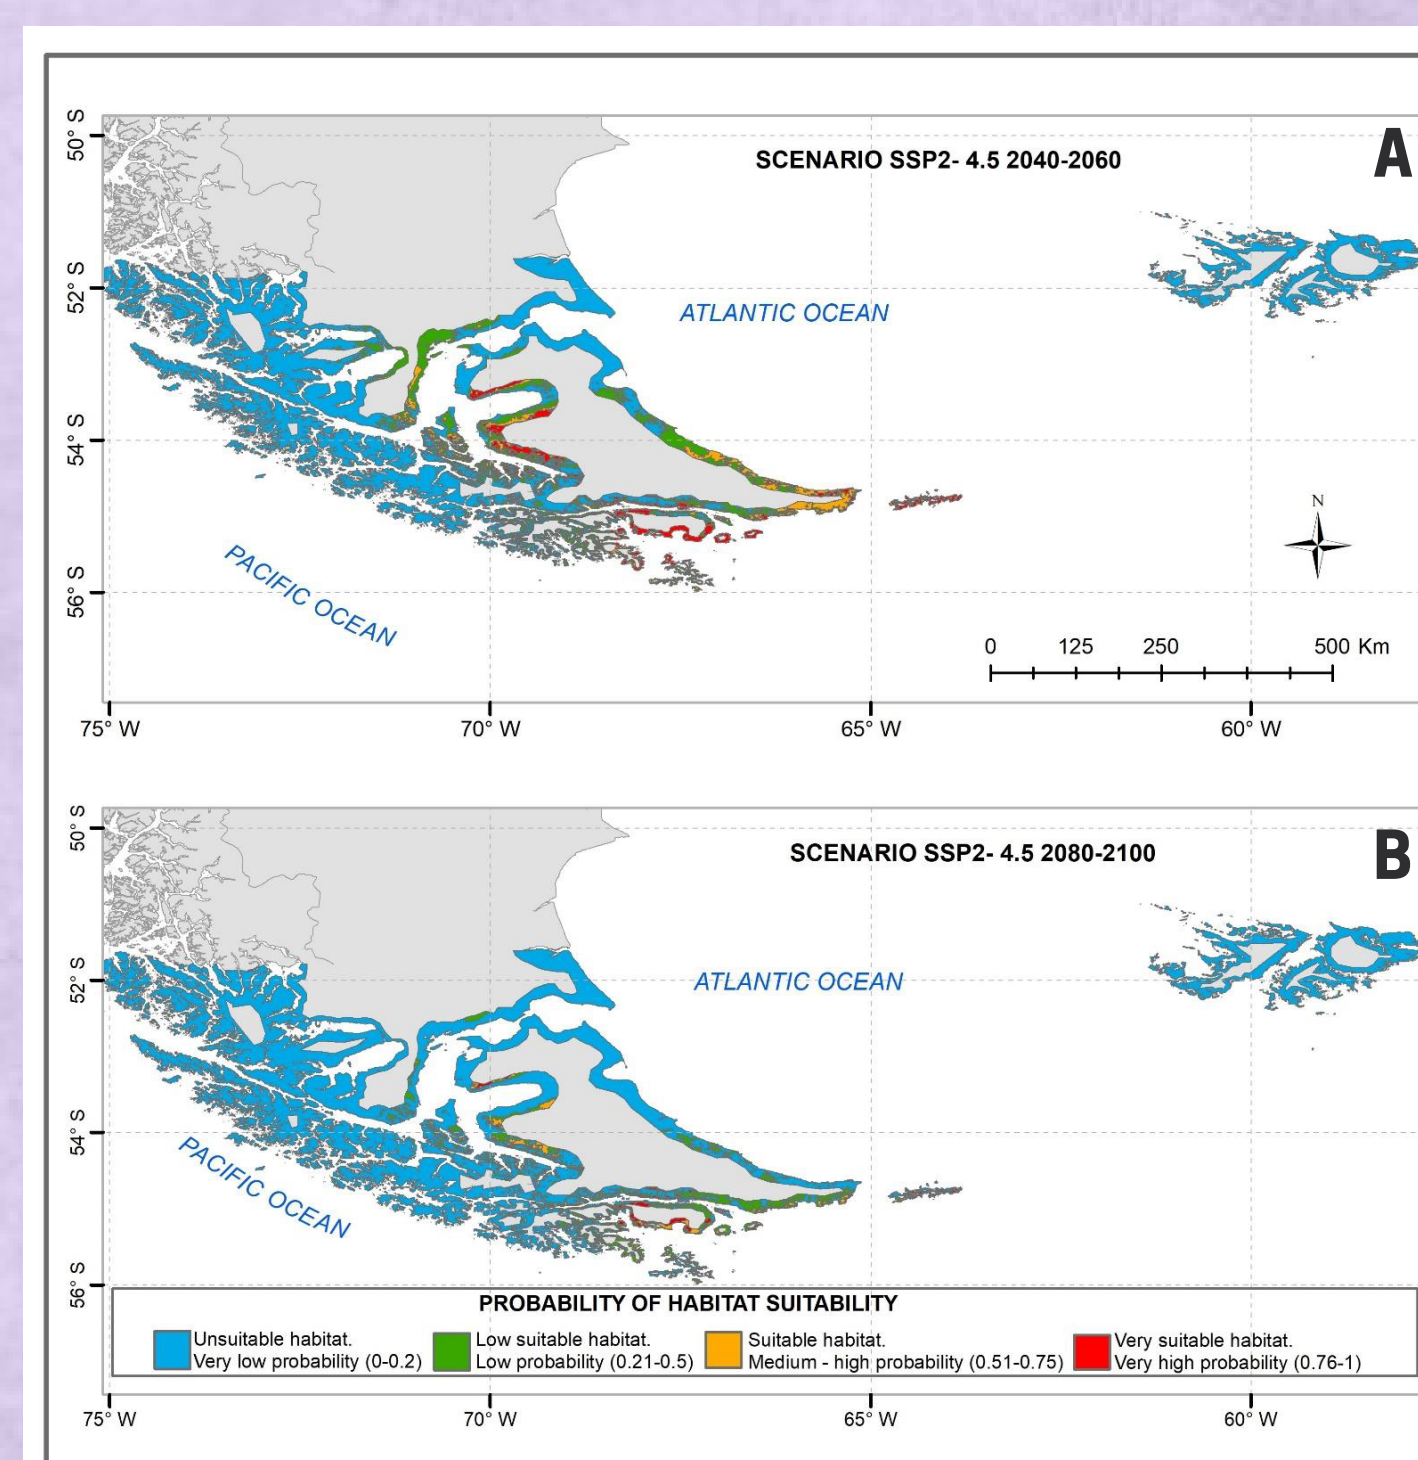 A
SCENARIO SSP2- 4.5 2040-2060
50° S
52° S
54° S
56° S
ATLANTIC OCEAN
PACIFIC OCEAN
N
0 125 250 500 Km
75° W 70° W 65° W 60° W
B
SCENARIO SSP2- 4.5 2080-2100
50° S
52° S
54° S
56° S
ATLANTIC OCEAN
PACIFIC OCEAN
PROBABILITY OF HABITAT SUITABILITY
Unsuitable habitat.
Very low probability (0-0.2)
Low suitable habitat.
Low probability (0.21-0.5)
Suitable habitat.
Medium - high probability (0.51-0.75)
Very suitable habitat.
Very high probability (0.76-1)
75° W 70° W 65° W 60° W